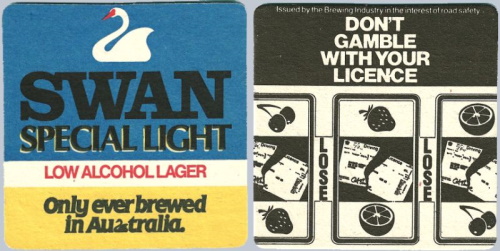 SWAN
SPECIAL LIGHT
LOW ALCOHOL LAGER
Only ever brewed
in Australia.
Issued by the Brewing Industry in the interest of road safety
DON'T
GAMBLE
WITH YOUR
LICENCE
LOSE
LOSE